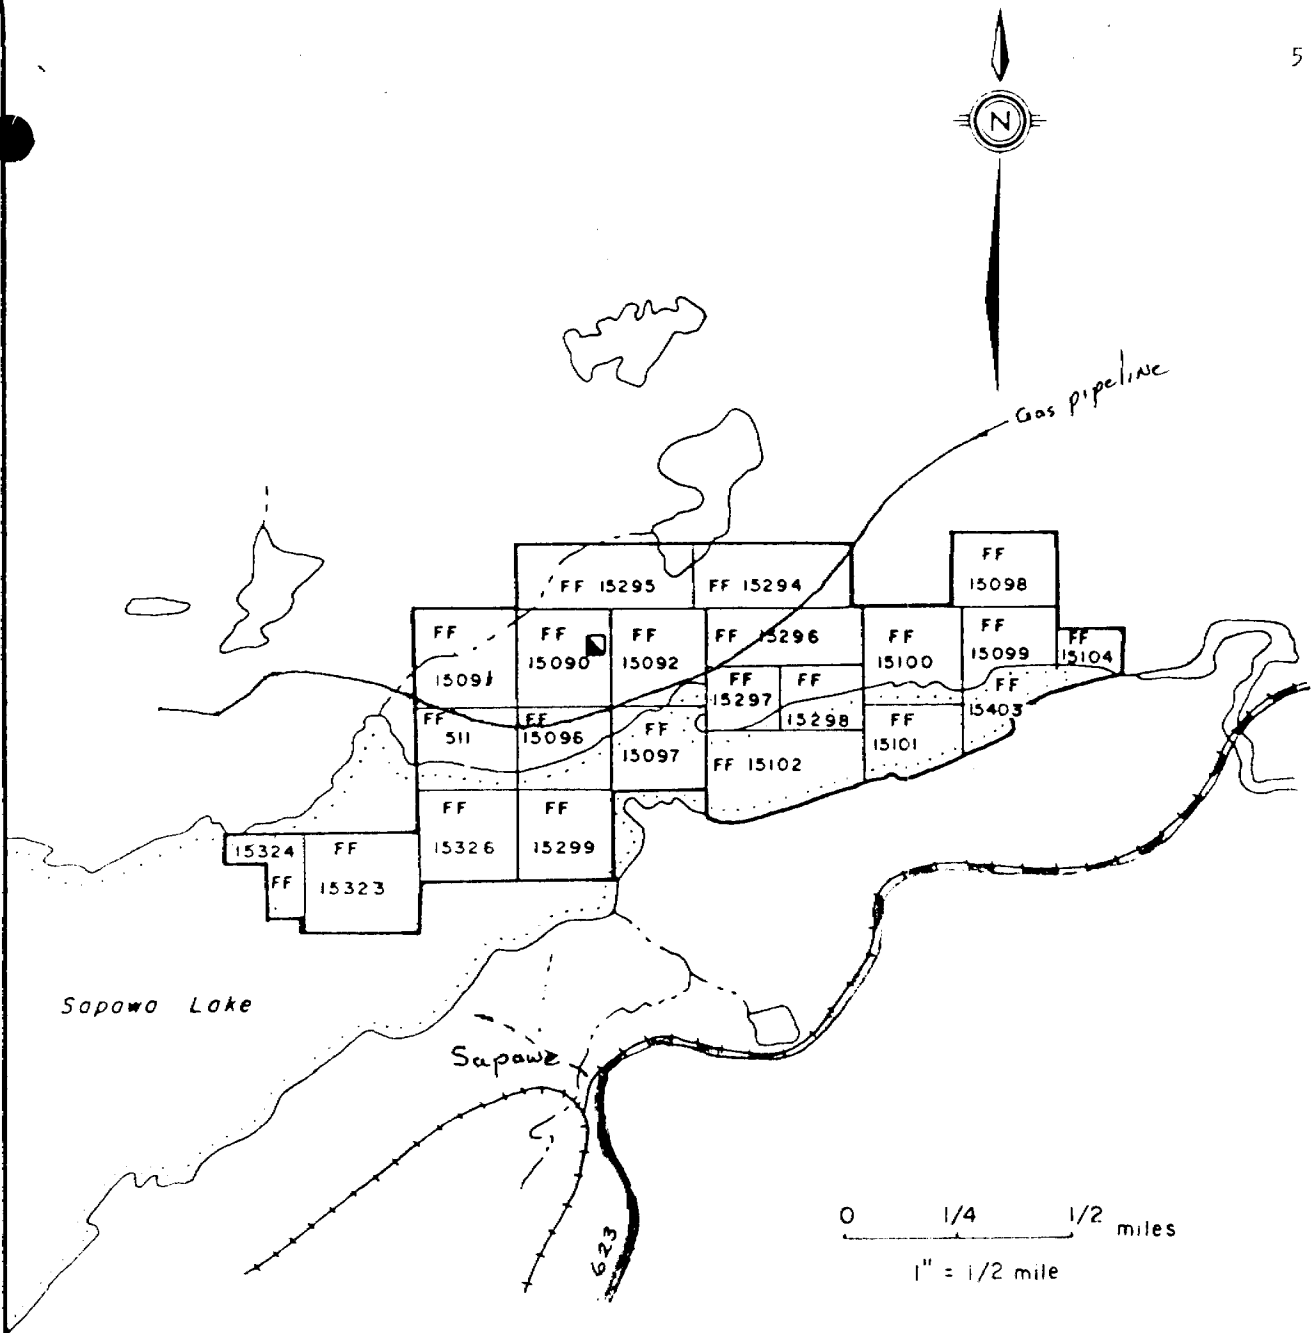 5
N
Gas pipeline
FF
15098
FF 15295
FF 15294
FF
15091
FF
15090
FF
15092
FF 15296
FF
15100
FF
15099
FF
15104
FF
15297
FF
15298
FF
15403
FF
511
FF
15096
FF
15097
FF 15102
FF
15101
FF
15326
FF
15299
15324
FF
FF
15323
Sapawa Lake
Sapawe
623
0 1/4 1/2 miles
1" = 1/2 mile